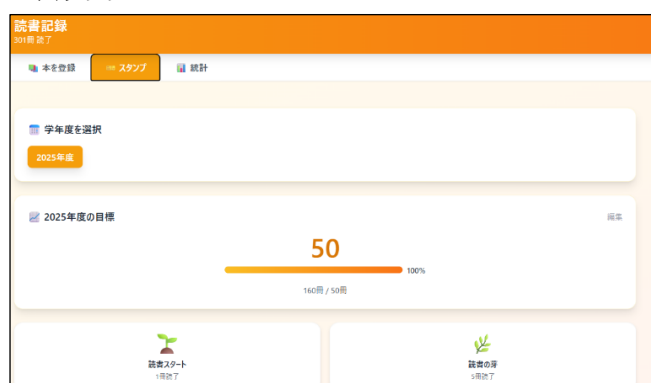 読書記録
301冊 読了
本を登録
スタンプ
統計
学年度を選択
2025年度
2025年度の目標
編集
50
100%
160冊 / 50冊
読書スタート
1冊読了
読書の芽
5冊読了